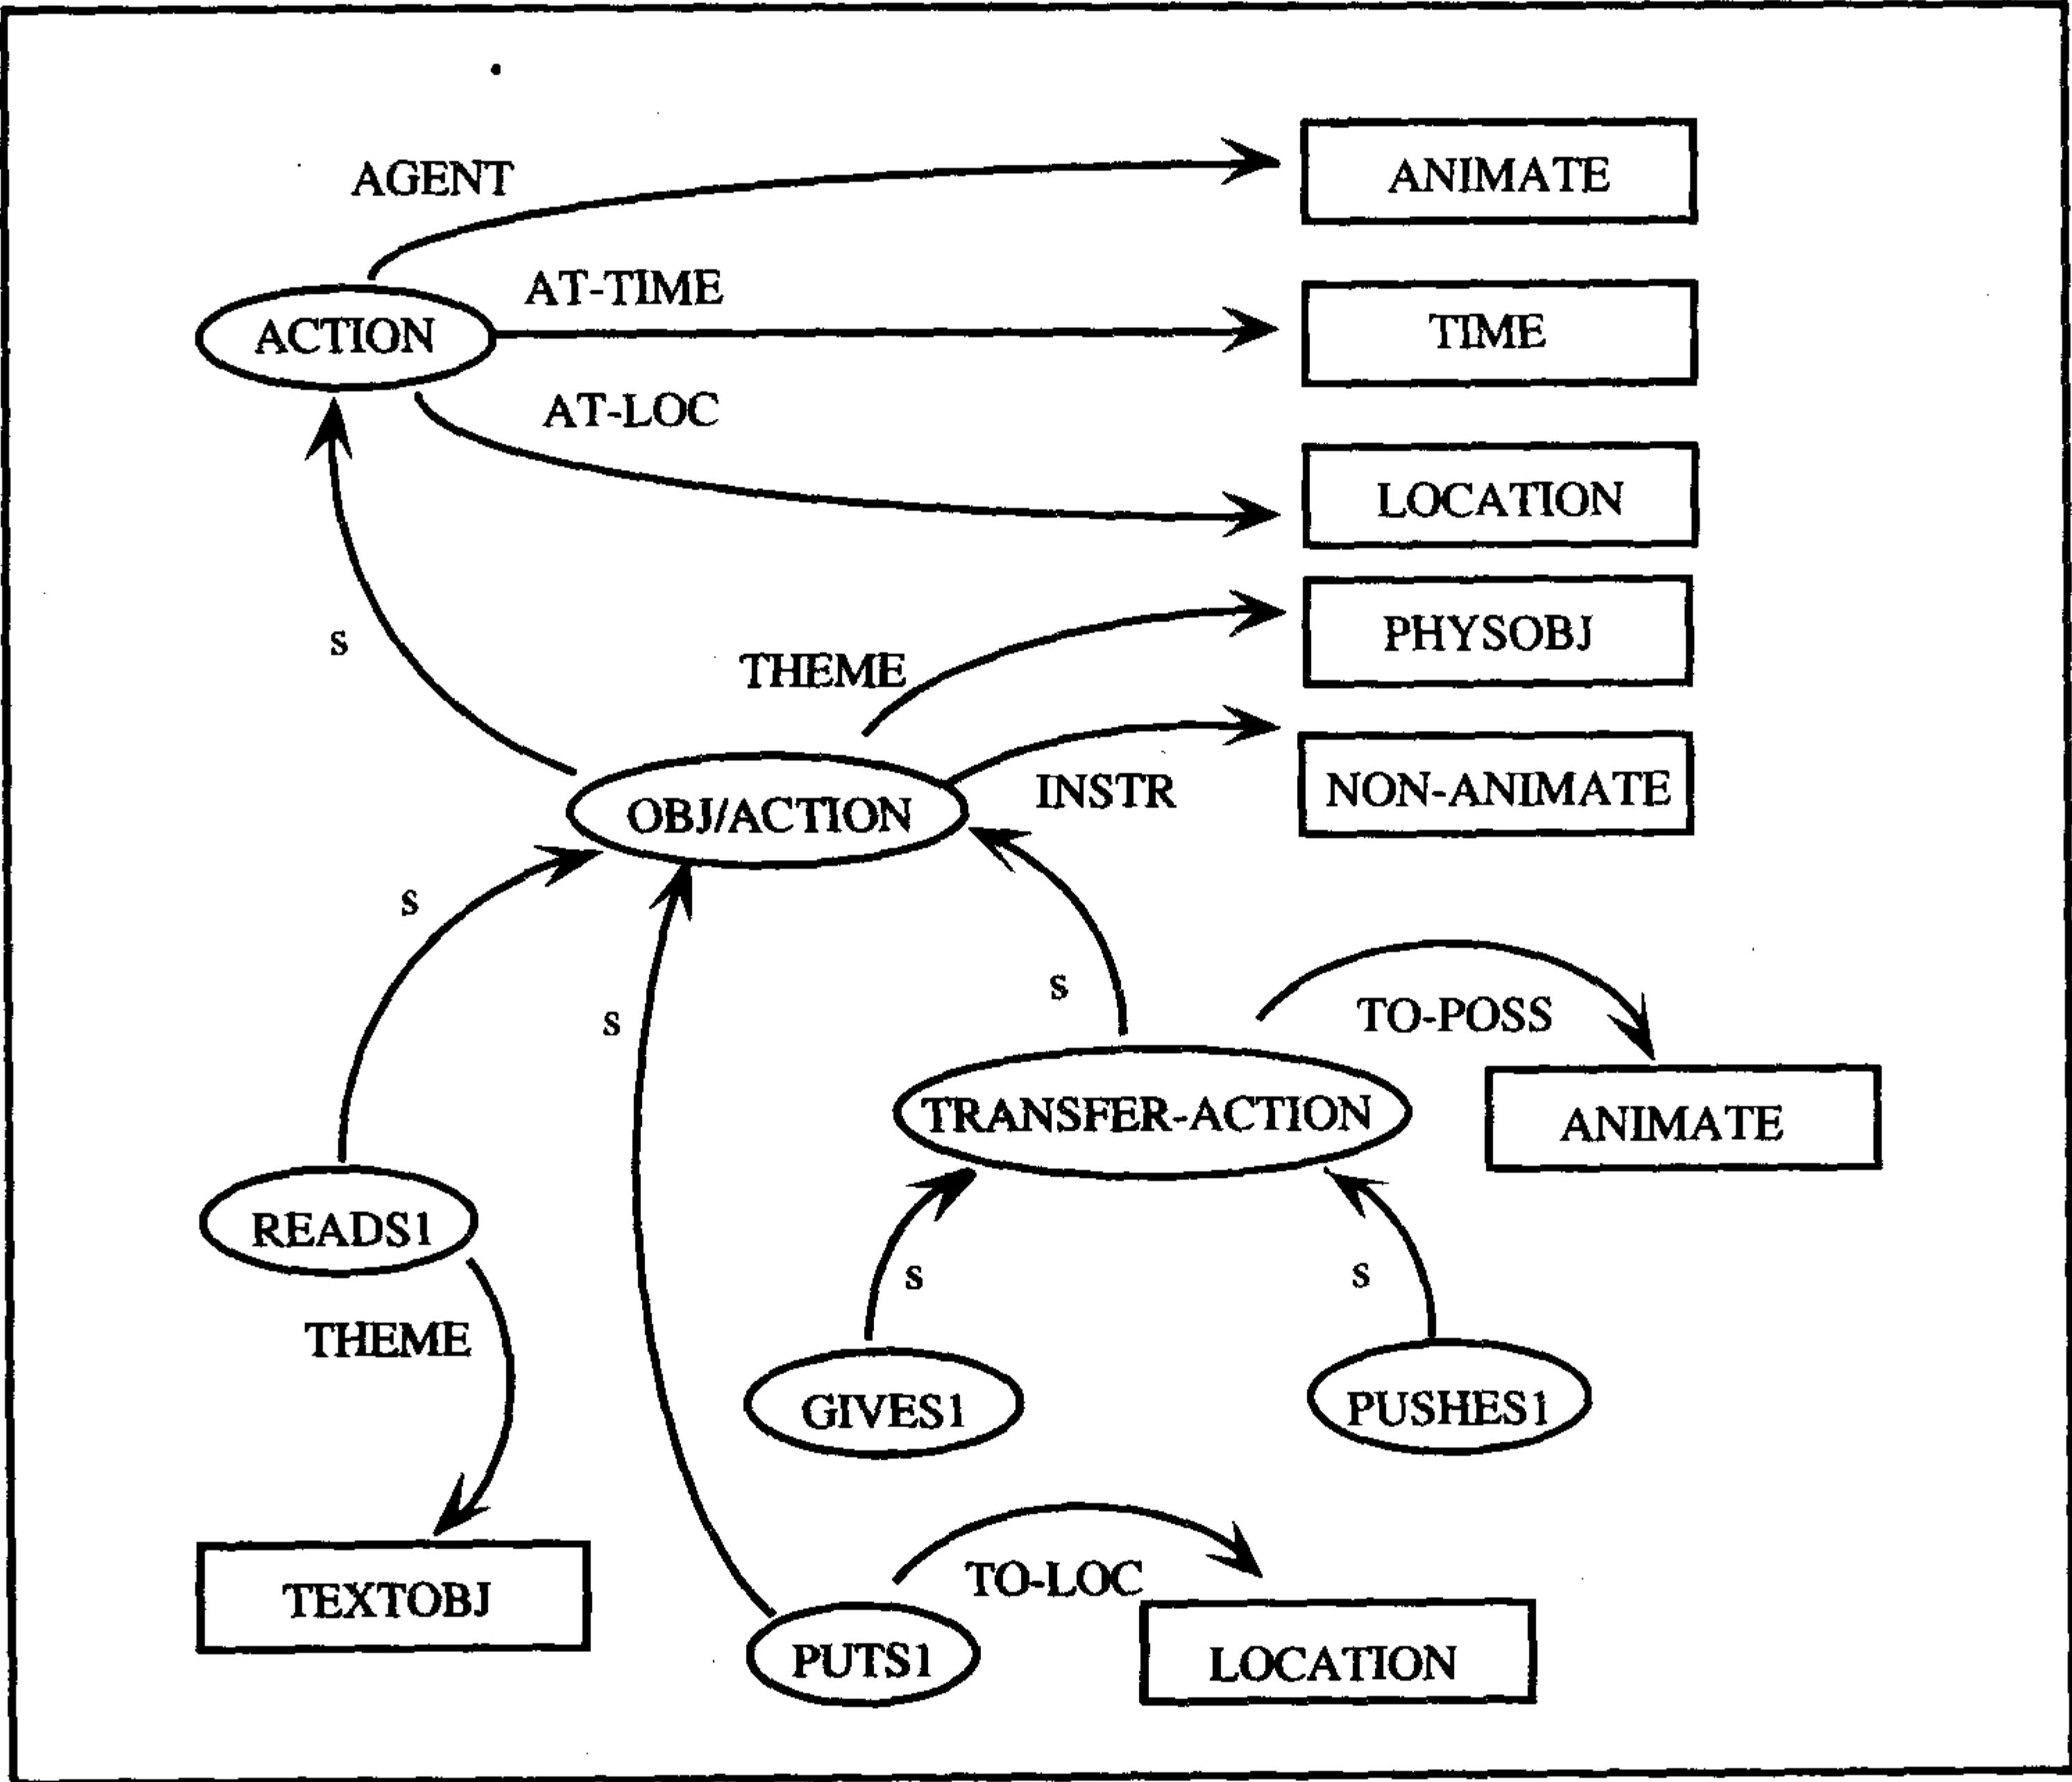 AGENT
ANIMATE
AT-TIME
ACTION
TIME
AT-LOC
LOCATION
s
THEME
PHYSOBJ
OBJ/ACTION
INSTR
NON-ANIMATE
s
s
s
TO-POSS
TRANSFER-ACTION
ANIMATE
READS1
s
s
THEME
GIVES1
PUSHES1
TEXTOBJ
TO-LOC
PUTS1
LOCATION